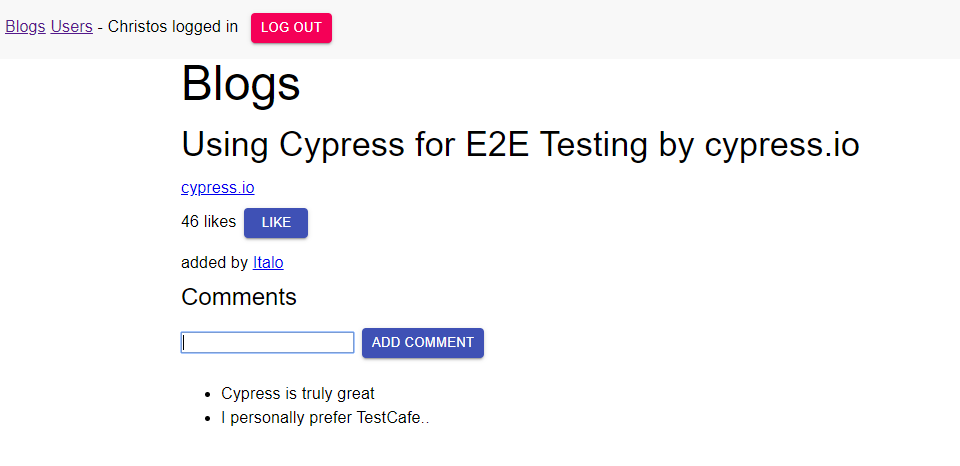 Blogs Users - Christos logged in LOG OUT
Blogs
Using Cypress for E2E Testing by cypress.io
cypress.io
46 likes LIKE
added by Italo
Comments
ADD COMMENT
Cypress is truly great
I personally prefer TestCafe..